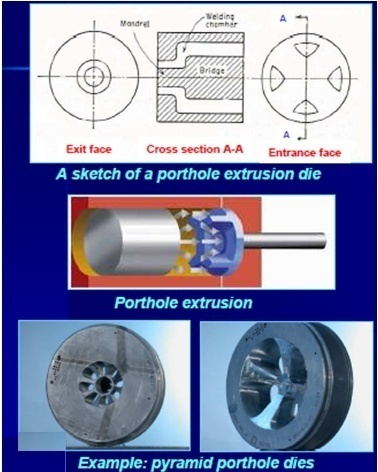 A
Welding
chamber
Mandrel
Bridge
A
Exit face
Cross section A-A
Entrance face
A sketch of a porthole extrusion die
Porthole extrusion
Example: pyramid porthole dies